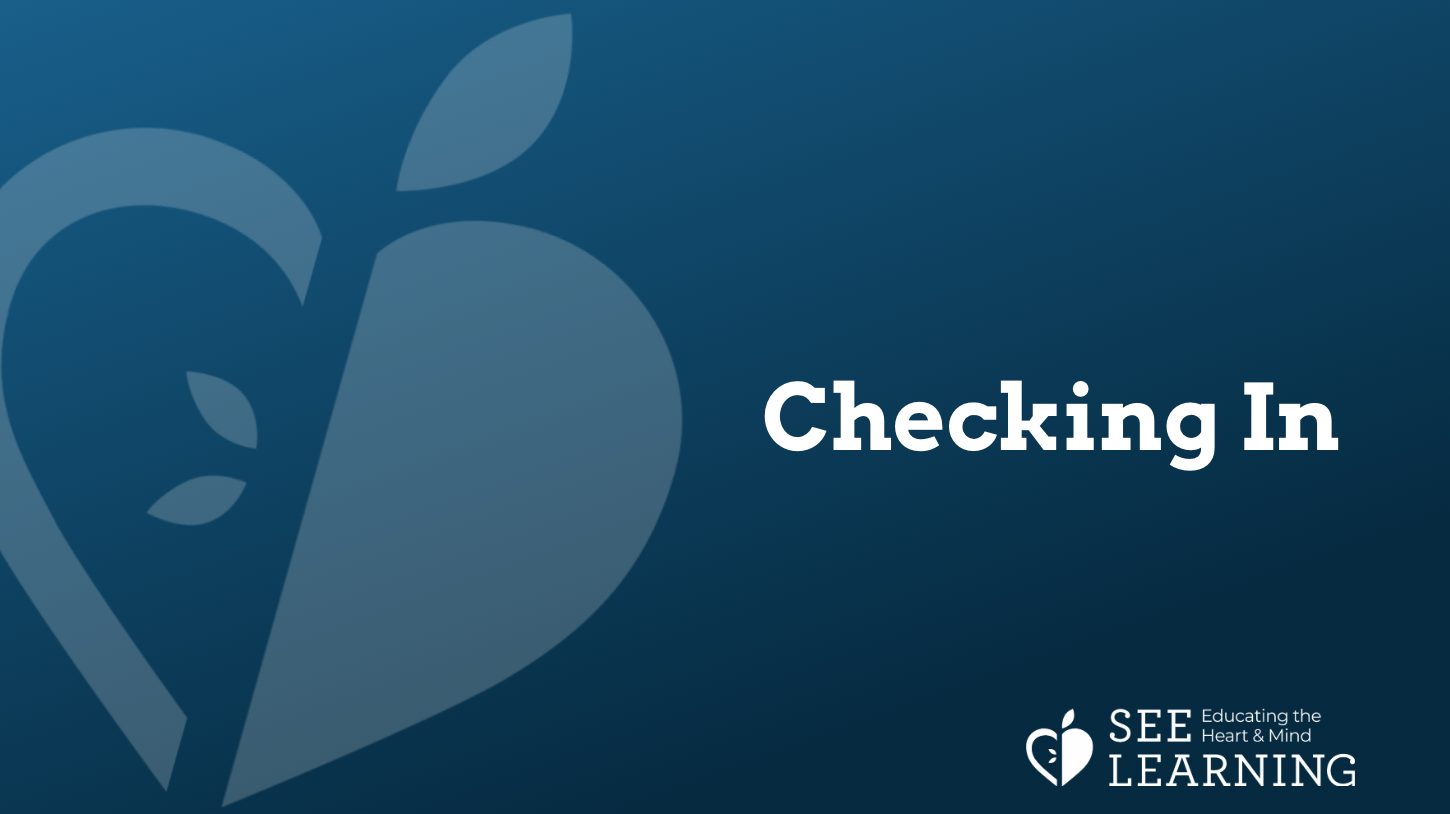 Checking In
SEE Educating the
Heart & Mind
LEARNING